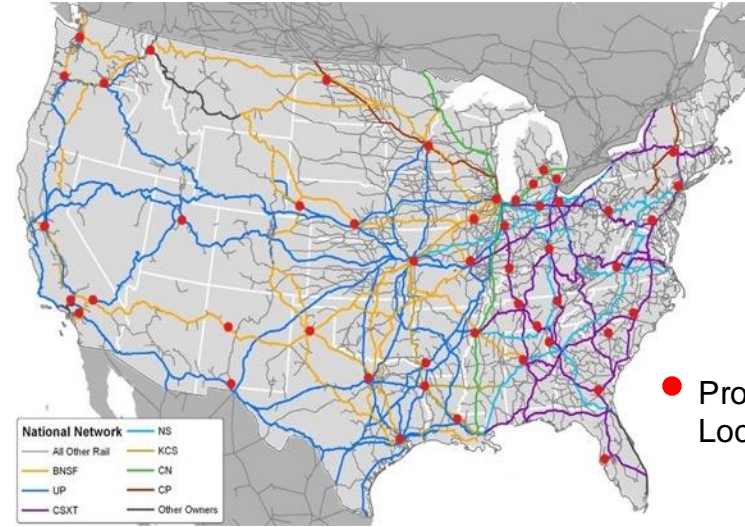 Pro
Loc
National Network
All Other Rail
BNSF
UP
CSXT
NS
KCS
CN
CP
Other Owners